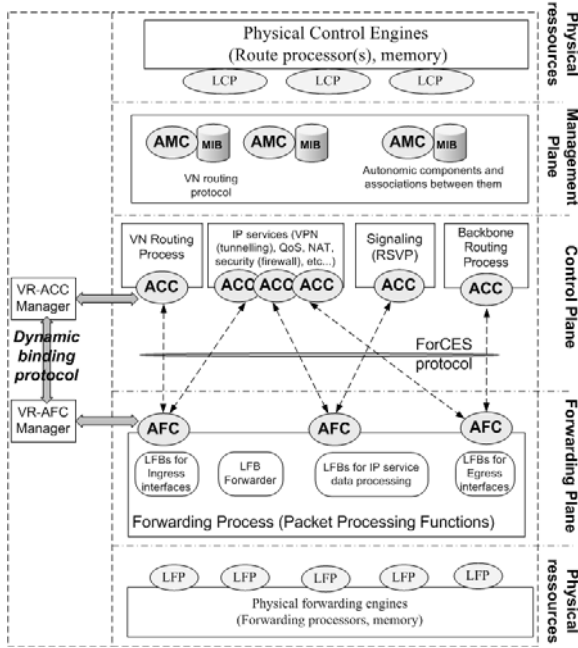 Physical Control Engines
(Route processor(s), memory)
LCP
LCP
LCP
Physical
ressources
AMC
MIB
AMC
MIB
AMC
MIB
VN routing
protocol
Autonomic components and
associations between them
Management
Plane
VN Routing
Process
IP services (VPN
(tunnelling), QoS, NAT,
security (firewall), etc...)
Signaling
(RSVP)
Backbone
Routing
Process
ACC
ACC
ACC
ACC
ACC
ACC
Control Plane
VR-ACC
Manager
Dynamic
binding
protocol
ForCES
protocol
VR-AFC
Manager
AFC
AFC
AFC
LFBs for
Ingress
interfaces
LFB
Forwarder
LFBs for IP service
data processing
LFBs for
Egress
interfaces
Forwarding Process (Packet Processing Functions)
Forwarding Plane
LFP
LFP
LFP
LFP
LFP
Physical forwarding engines
(Forwarding processors, memory)
Physical
ressources